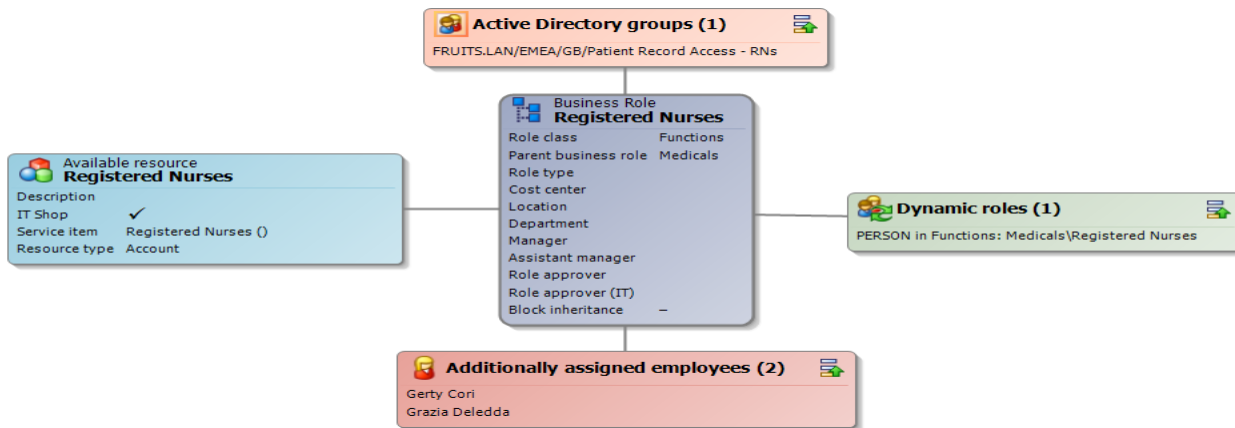 Active Directory groups (1)
FRUITS.LAN/EMEA/GB/Patient Record Access - RNs
Business Role
Registered Nurses
Role class Functions
Parent business role Medicals
Role type
Cost center
Location
Department
Manager
Assistant manager
Role approver
Role approver (IT)
Block inheritance –
Available resource
Registered Nurses
Description
IT Shop ✓
Service item Registered Nurses ()
Resource type Account
Dynamic roles (1)
PERSON in Functions: Medicals\Registered Nurses
Additionally assigned employees (2)
Gerty Cori
Grazia Deledda